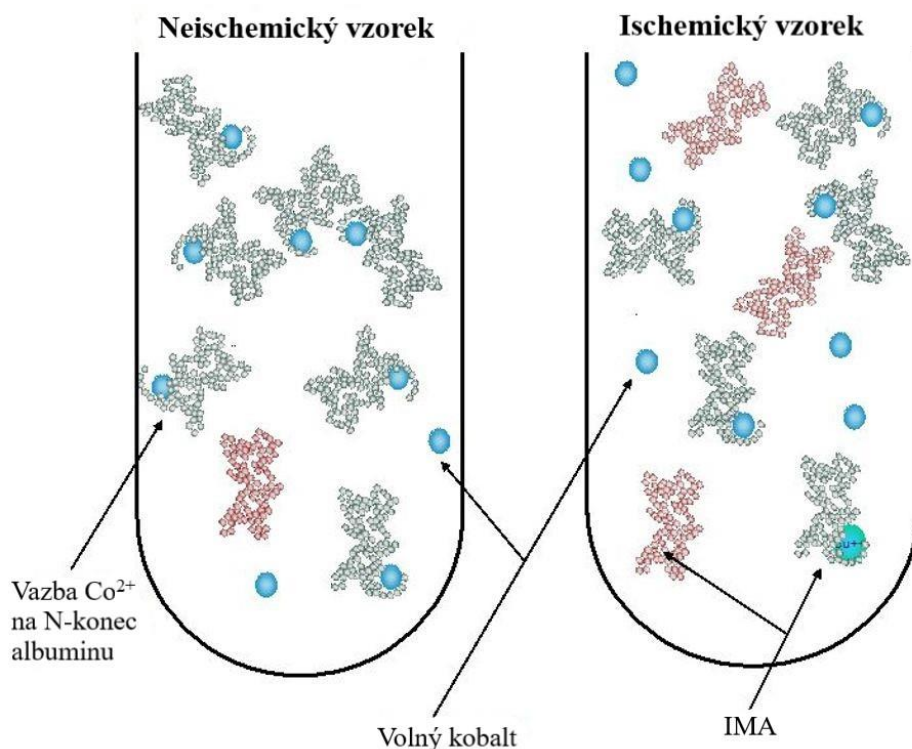 Neischemický vzorek
Ischemický vzorek
Vazba Co²⁺
na N-konec
albuminu
Volný kobalt
IMA